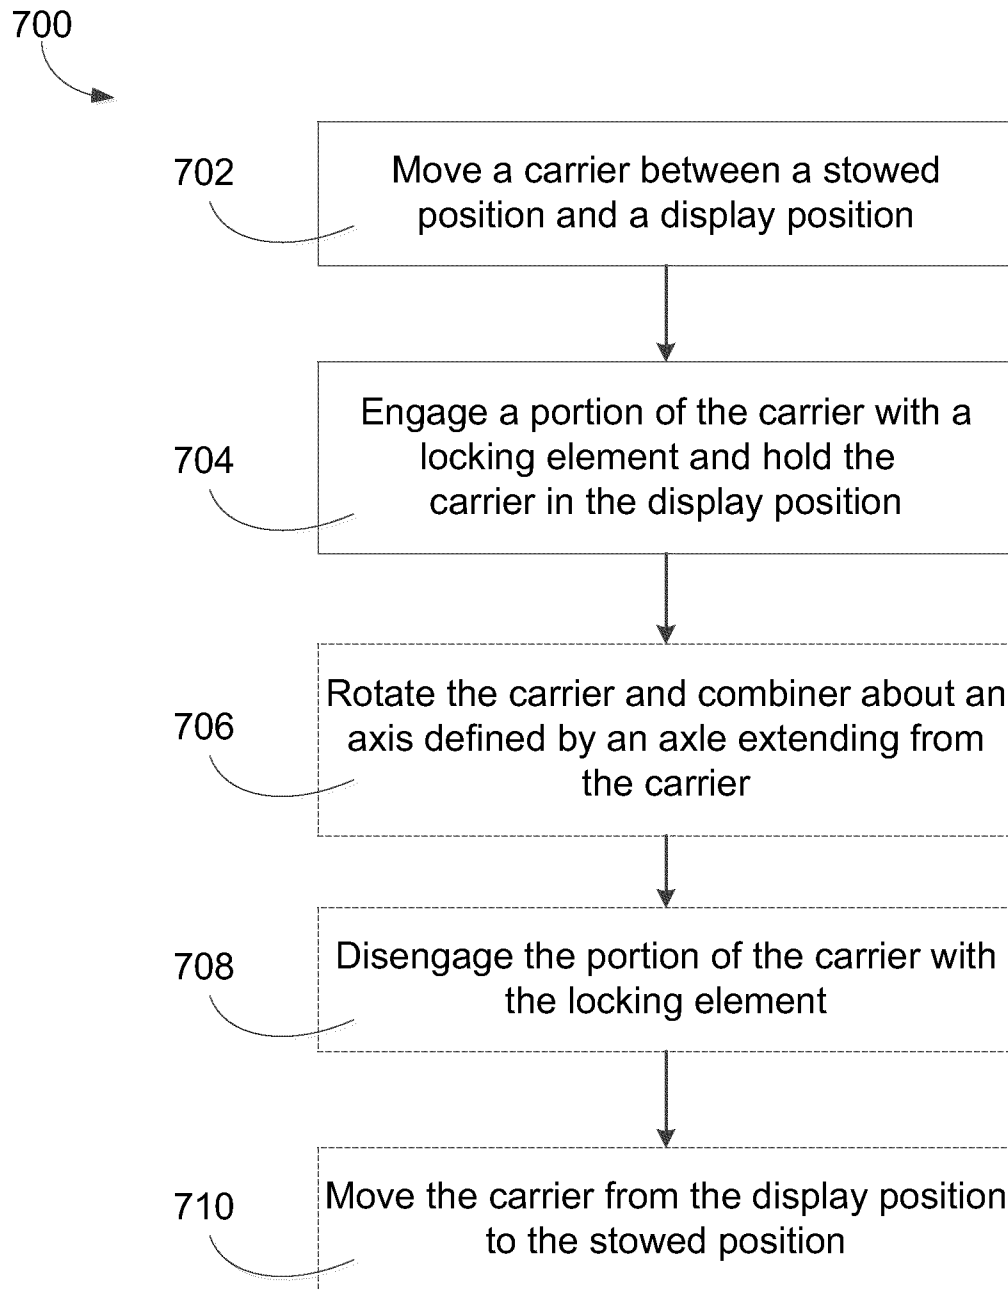 700
702
Move a carrier between a stowed
position and a display position
704
Engage a portion of the carrier with a
locking element and hold the
carrier in the display position
706
Rotate the carrier and combiner about an
axis defined by an axle extending from
the carrier
708
Disengage the portion of the carrier with
the locking element
710
Move the carrier from the display position
to the stowed position